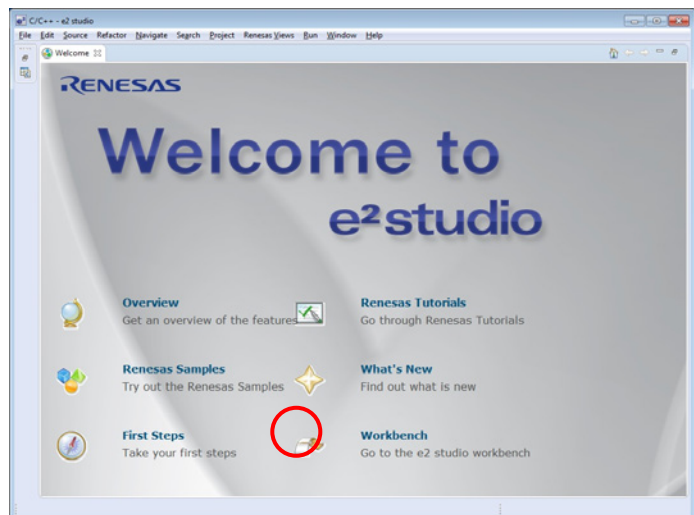 C/C++ - e2 studio
File Edit Source Refactor Navigate Search Project Renesas Views Run Window Help
Welcome
RENESAS
Welcome to
e²studio
Overview
Get an overview of the features
Renesas Tutorials
Go through Renesas Tutorials
Renesas Samples
Try out the Renesas Samples
What's New
Find out what is new
First Steps
Take your first steps
Workbench
Go to the e2 studio workbench